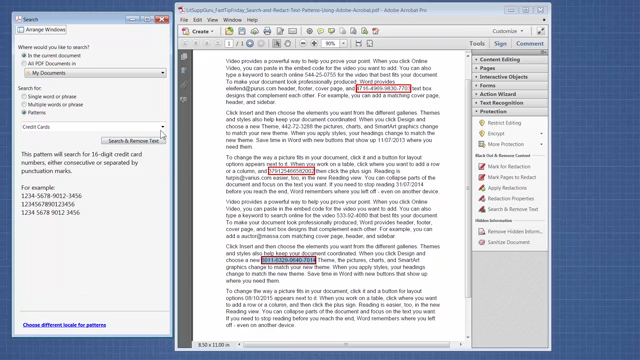 Search
Arrange Windows
Where would you like to search?
In the current document
All PDF Documents in
My Documents
Search for:
Single word or phrase
Multiple words or phrase
Patterns
Credit Cards
Search & Remove Text
This pattern will search for 16-digit credit card
numbers, either consecutive or separated by
punctuation marks.
For example:
1234-5678-9012-3456
1234567890123456
1234 5678 9012 3456
Choose different locale for patterns
LitSuppGuru_FastTipFriday_Search-and-Redact-Text-Patterns-Using-Adobe-Acrobat.pdf - Adobe Acrobat Pro
File Edit View Window Help
Create
1 / 1 90%
Tools Sign Comment
Video provides a powerful way to help you prove your point. When you click Online
Video, you can paste in the embed code for the video you want to add. You can also
type a keyword to search online 544-25-0755 for the video that best fits your document.
To make your document look professionally produced, Word provides
eleifend@purus.com header, footer, cover page, and 8716-4969-9830-7703 text box
designs that complement each other. For example, you can add a matching cover page,
header, and sidebar.
Click Insert and then choose the elements you want from the different galleries. Themes
and styles also help keep your document coordinated. When you click Design and
choose a new Theme, 442-72-3268 the pictures, charts, and SmartArt graphics change
to match your new theme. When you apply styles, your headings change to match the
new theme. Save time in Word with new buttons that show up 11/07/2013 where you
need them.
To change the way a picture fits in your document, click it and a button for layout
options appears next to it. When you work on a table, click where you want to add a row
or a column, and then click the plus sign. Reading is
turpis@varius.com easier, too, in the new Reading view. You can collapse parts of the
document and focus on the text you want. If you need to stop reading 31/07/2014
before you reach the end, Word remembers where you left off - even on another device.
Video provides a powerful way to help you prove your point. When you click Online
Video, you can paste in the embed code for the video you want to add. You can also
type a keyword to search online for the video 533-92-4080 that best fits your document.
To make your document look professionally produced, Word provides header, footer,
cover page, and text box designs that complement each other. For example, you can
add a auctor@massa.com matching cover page, header, and sidebar.
Click Insert and then choose the elements you want from the different galleries. Themes
and styles also help keep your document coordinated. When you click Design and
choose a new Theme, the pictures, charts, and SmartArt
graphics change to match your new theme. When you apply styles, your headings
change to match the new theme. Save time in Word with new buttons that show up
where you need them.
To change the way a picture fits in your document, click it and a button for layout
options 08/10/2015 appears next to it. When you work on a table, click where you want
to add a row or a column, and then click the plus sign. Reading is easier, too, in the new
Reading view. You can collapse parts of the document and focus on the text you want.
If you need to stop reading before you reach the end, Word remembers where you left
off - even on another device.
8.50 x 11.00 in
Content Editing
Pages
Interactive Objects
Forms
Action Wizard
Text Recognition
Protection
Restrict Editing
Encrypt
More Protection
Black Out & Remove Content
Mark for Redaction
Mark Pages to Redact
Apply Redactions
Redaction Properties
Search & Remove Text
Hidden Information
Remove Hidden Inform...
Sanitize Document